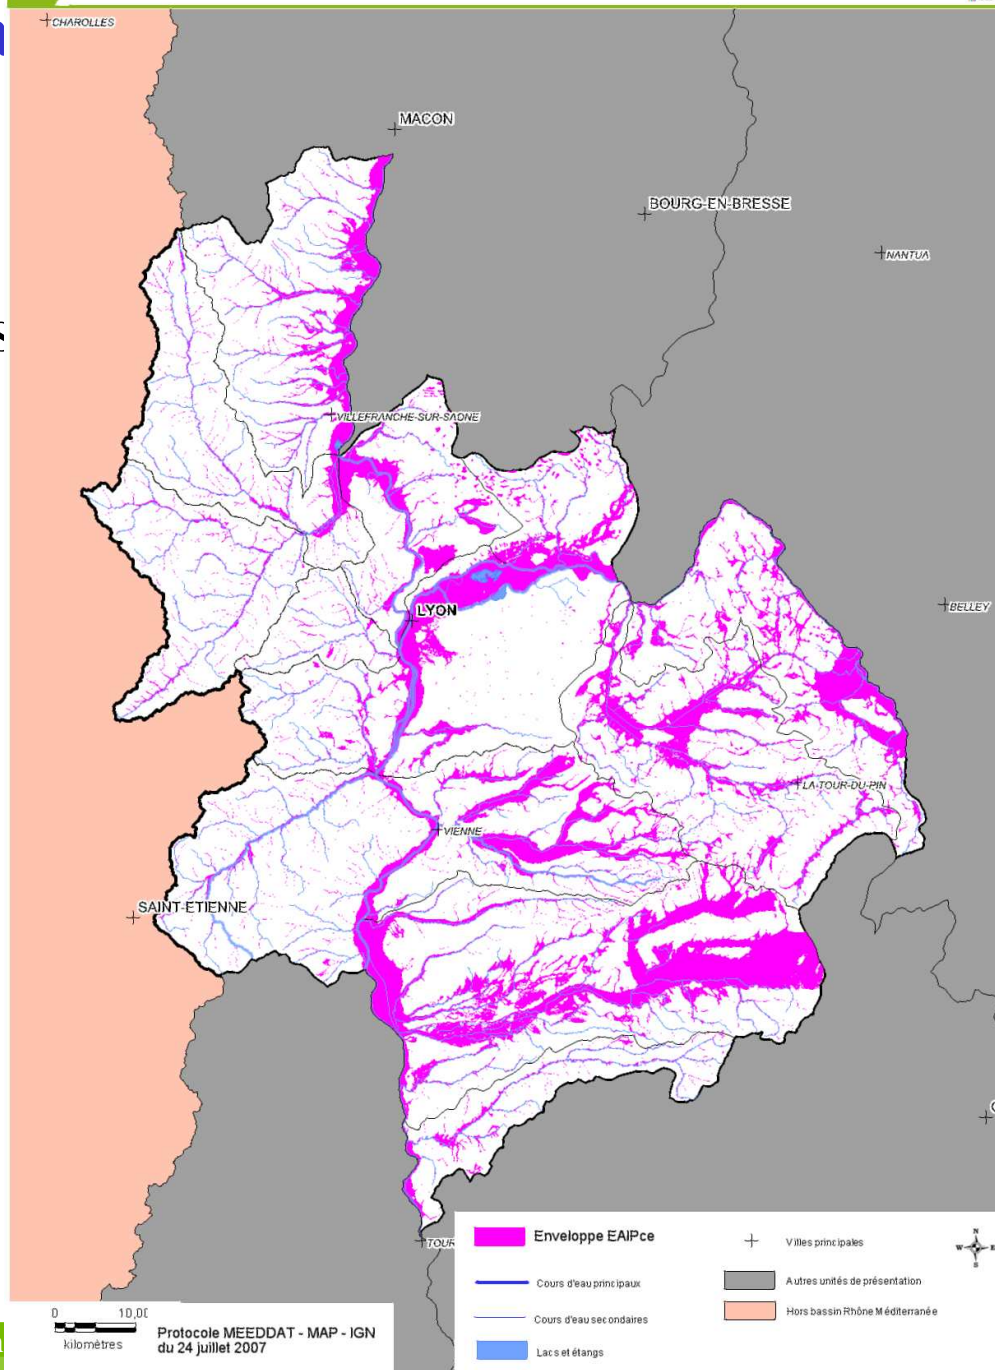 CHAROLLES
MACON
BOURG-EN-BRESSE
NANTUA
VILLEFRANCHE-SUR-SAONE
LYON
BELLEY
LA-TOUR-DU-PIN
VIENNE
SAINT-ETIENNE
TOUR
Enveloppe EAIPce
Cours d'eau principaux
Cours d'eau secondaires
Lacs et étangs
Villes principales
Autres unités de présentation
Hors bassin Rhône Méditerranée
N
W E
S
0 10,00
kilomètres
Protocole MEEDDAT - MAP - IGN
du 24 juillet 2007